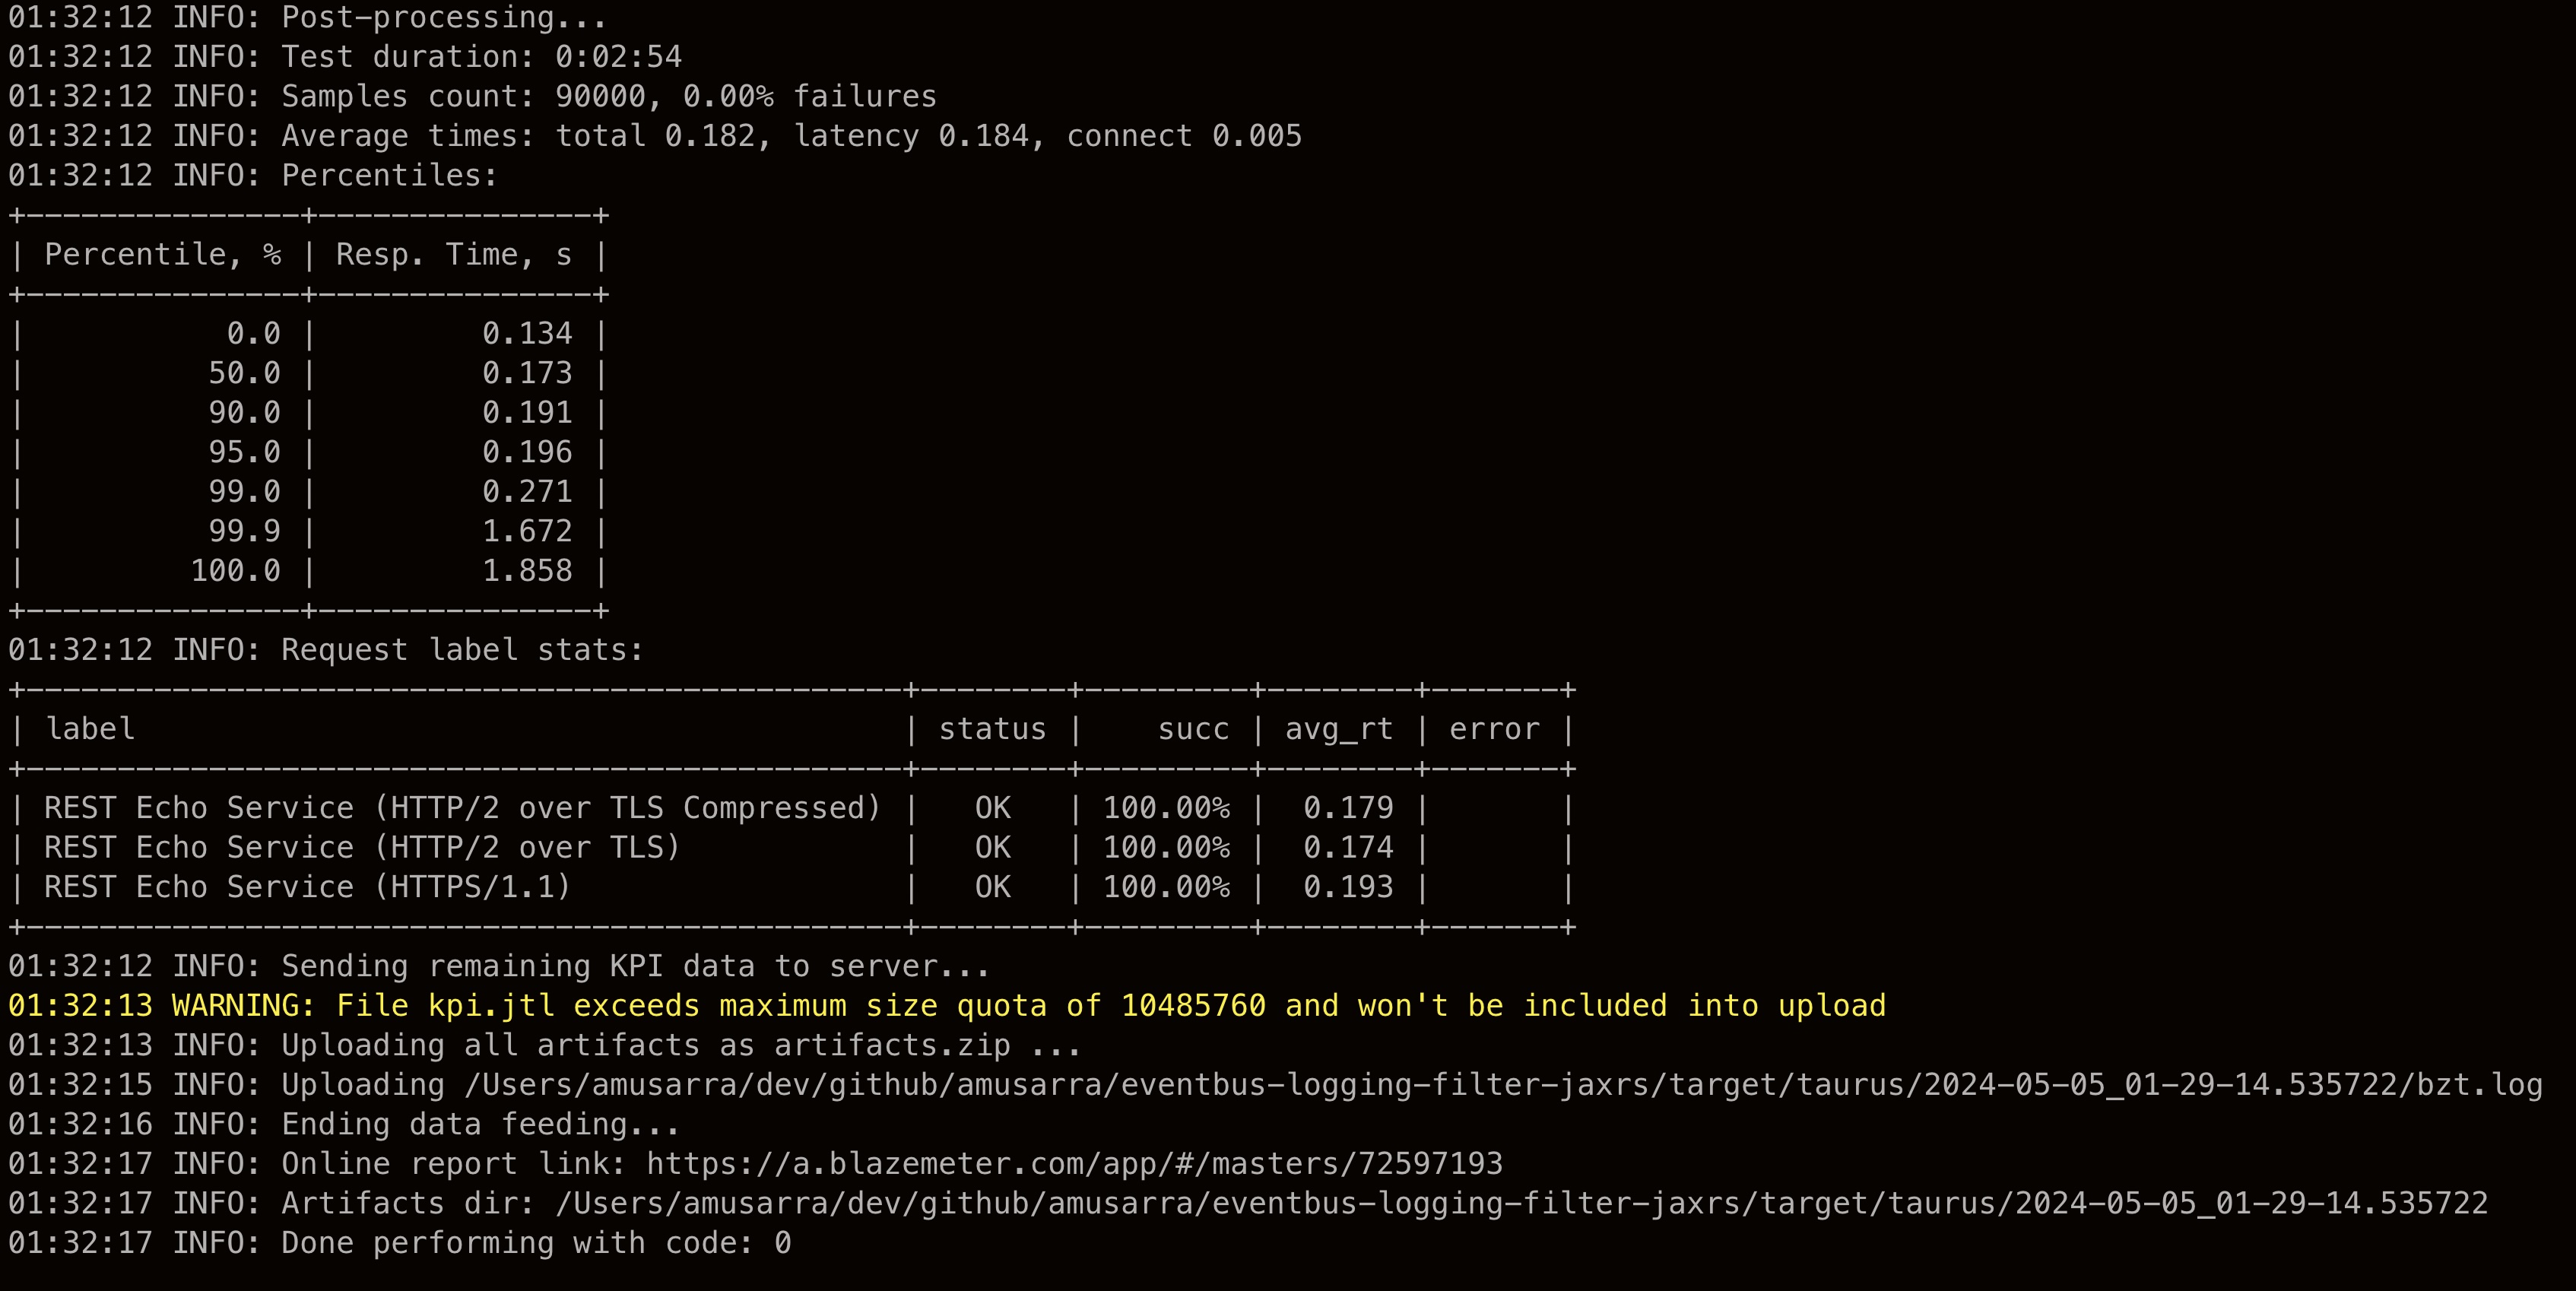 01:32:12 INFO: Post-processing...
01:32:12 INFO: Test duration: 0:02:54
01:32:12 INFO: Samples count: 90000, 0.00% failures
01:32:12 INFO: Average times: total 0.182, latency 0.184, connect 0.005
01:32:12 INFO: Percentiles:
+---------------+---------------+
| Percentile, % | Resp. Time, s |
+---------------+---------------+
|           0.0 |         0.134 |
|          50.0 |         0.173 |
|          90.0 |         0.191 |
|          95.0 |         0.196 |
|          99.0 |         0.271 |
|          99.9 |         1.672 |
|         100.0 |         1.858 |
+---------------+---------------+
01:32:12 INFO: Request label stats:
+------------------------------------------------+--------+---------+--------+-------+
| label                                          | status |    succ | avg_rt | error |
+------------------------------------------------+--------+---------+--------+-------+
| REST Echo Service (HTTP/2 over TLS Compressed) |   OK   | 100.00% |  0.179 |       |
| REST Echo Service (HTTP/2 over TLS)            |   OK   | 100.00% |  0.174 |       |
| REST Echo Service (HTTPS/1.1)                  |   OK   | 100.00% |  0.193 |       |
+------------------------------------------------+--------+---------+--------+-------+
01:32:12 INFO: Sending remaining KPI data to server...
01:32:13 WARNING: File kpi.jtl exceeds maximum size quota of 10485760 and won't be included into upload
01:32:13 INFO: Uploading all artifacts as artifacts.zip ...
01:32:15 INFO: Uploading /Users/amusarra/dev/github/amusarra/eventbus-logging-filter-jaxrs/target/taurus/2024-05-05_01-29-14.535722/bzt.log
01:32:16 INFO: Ending data feeding...
01:32:17 INFO: Online report link: https://a.blazemeter.com/app/#/masters/72597193
01:32:17 INFO: Artifacts dir: /Users/amusarra/dev/github/amusarra/eventbus-logging-filter-jaxrs/target/taurus/2024-05-05_01-29-14.535722
01:32:17 INFO: Done performing with code: 0